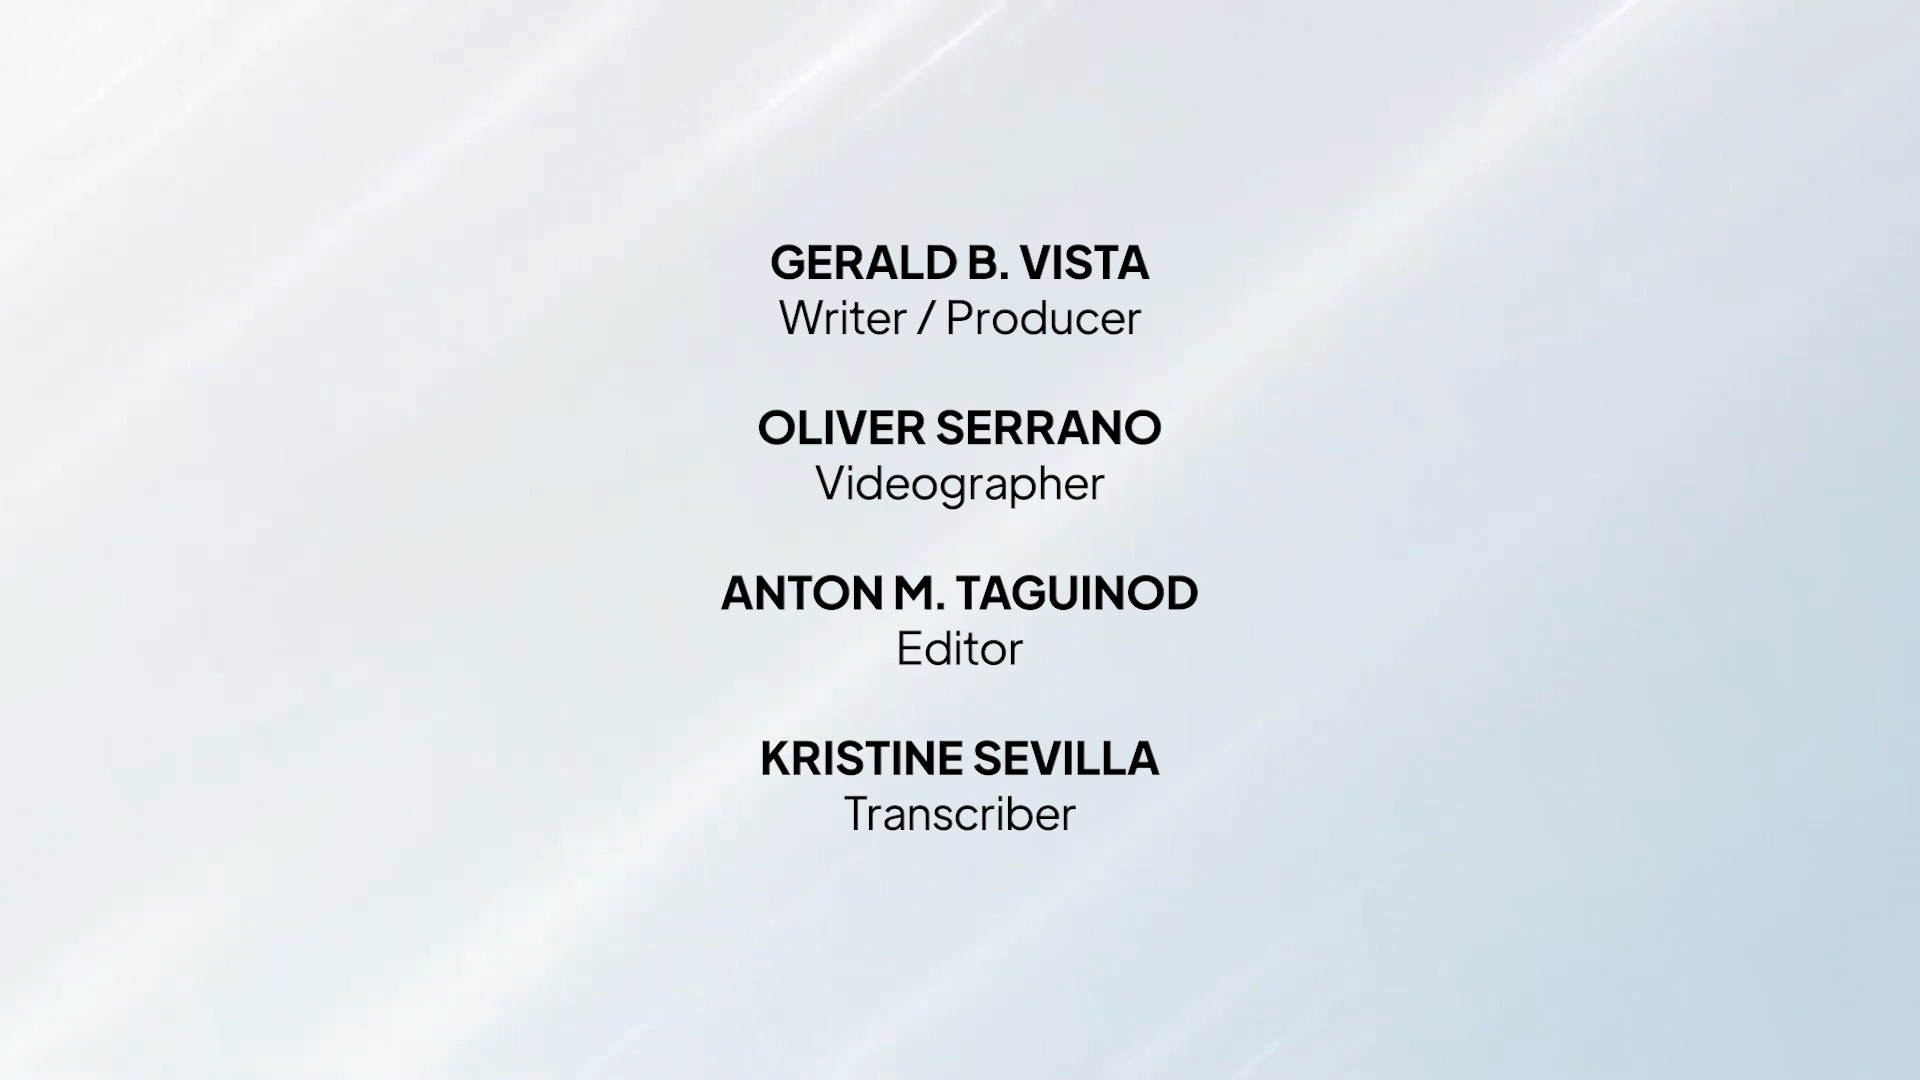 GERALD B. VISTA
Writer / Producer
OLIVER SERRANO
Videographer
ANTON M. TAGUINOD
Editor
KRISTINE SEVILLA
Transcriber